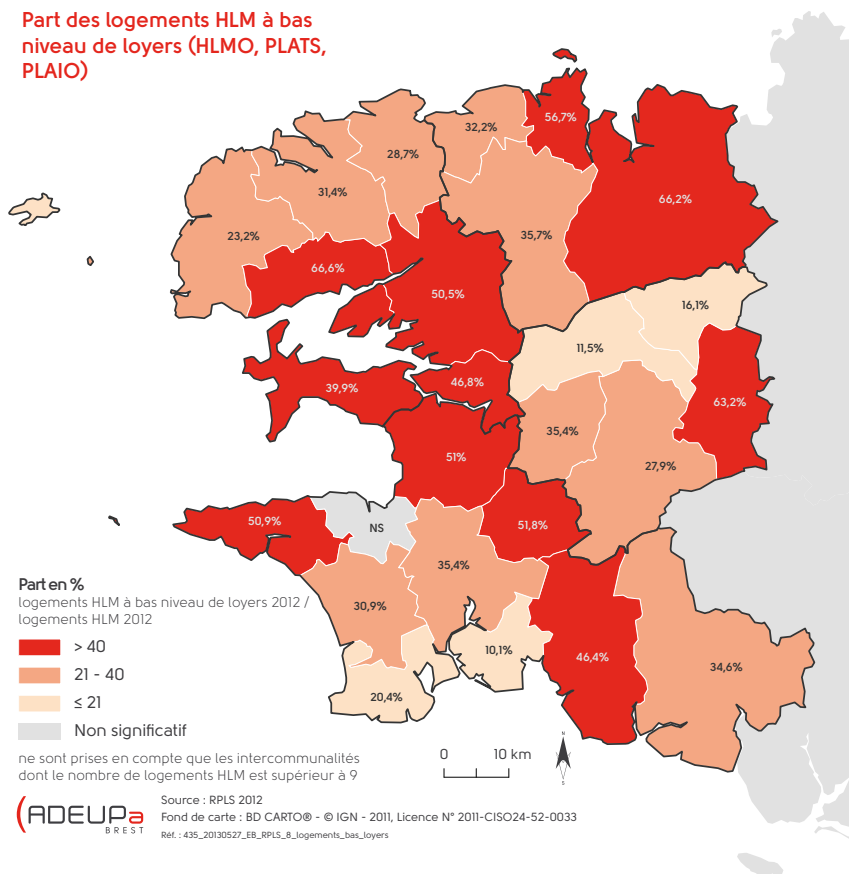 Part des logements HLM à bas
niveau de loyers (HLMO, PLATS,
PLAIO)
56,7%
32,2%
28,7%
31,4%
66,2%
23,2%
35,7%
66,6%
50,5%
16,1%
11,5%
46,8%
39,9%
63,2%
35,4%
51%
27,9%
50,9%
NS
51,8%
35,4%
30,9%
10,1%
46,4%
34,6%
20,4%
Part en %
logements HLM à bas niveau de loyers 2012 /
logements HLM 2012
> 40
21 - 40
≤ 21
Non significatif
ne sont prises en compte que les intercommunalités
dont le nombre de logements HLM est supérieur à 9
0 10 km
N
S
ADEUPa
BREST
Source : RPLS 2012
Fond de carte : BD CARTO® - © IGN - 2011, Licence N° 2011-CISO24-52-0033
Réf. : 435_20130527_EB_RPLS_8_logements_bas_loyers